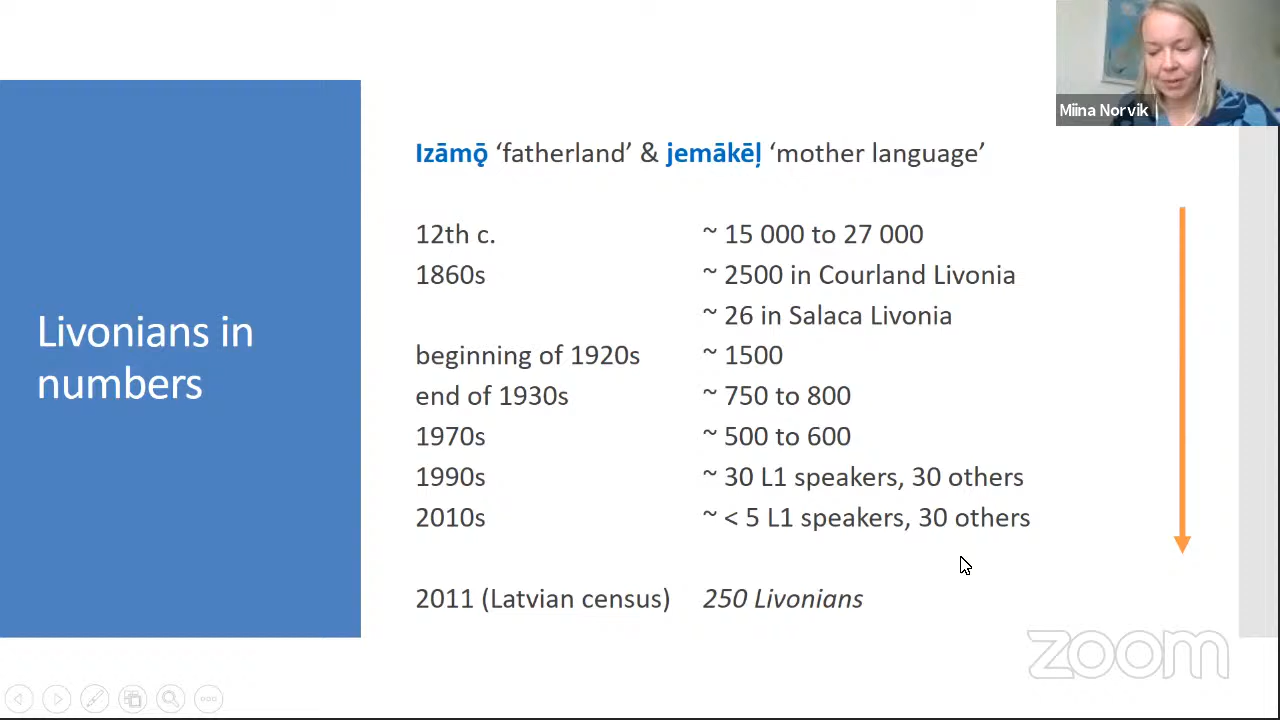 Miina Norvik
Izāmǭ ‘fatherland’ & jemākēļ ‘mother language’
12th c. ~ 15 000 to 27 000
1860s ~ 2500 in Courland Livonia
~ 26 in Salaca Livonia
beginning of 1920s ~ 1500
end of 1930s ~ 750 to 800
1970s ~ 500 to 600
1990s ~ 30 L1 speakers, 30 others
2010s ~ < 5 L1 speakers, 30 others
2011 (Latvian census) 250 Livonians
Livonians in
numbers
zoom